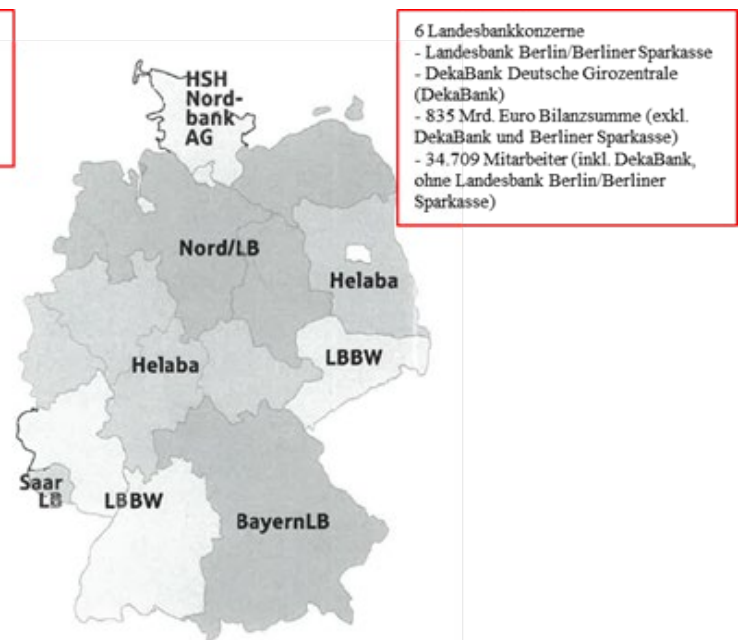 6 Landesbankkonzerne
- Landesbank Berlin/Berliner Sparkasse
- DekaBank Deutsche Girozentrale
(DekaBank)
- 835 Mrd. Euro Bilanzsumme (exkl.
DekaBank und Berliner Sparkasse)
- 34.709 Mitarbeiter (inkl. DekaBank,
ohne Landesbank Berlin/Berliner
Sparkasse)
HSH
Nord-
bank
AG
Nord/LB
Helaba
LBBW
Helaba
Saar
LB
LBBW
BayernLB